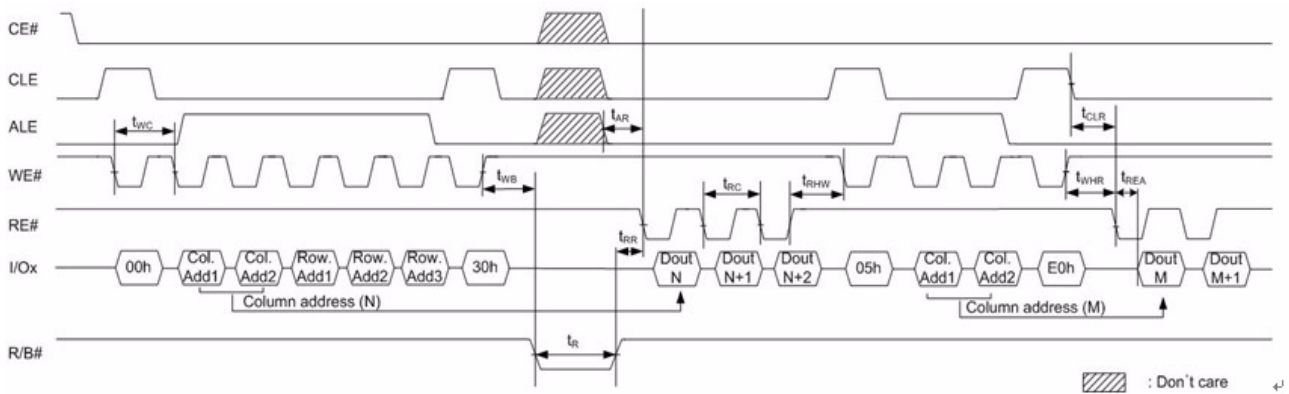 CE#
CLE
ALE
tAR
tCLR
tWC
WE#
tWB
tRC
tRHW
tWHR
tREA
RE#
tRR
I/Ox
00h
Col. Add1
Col. Add2
Row. Add1
Row. Add2
Row. Add3
30h
Dout N
Dout N+1
Dout N+2
05h
Col. Add1
Col. Add2
E0h
Dout M
Dout M+1
Column address (N)
Column address (M)
R/B#
tR
: Don´t care